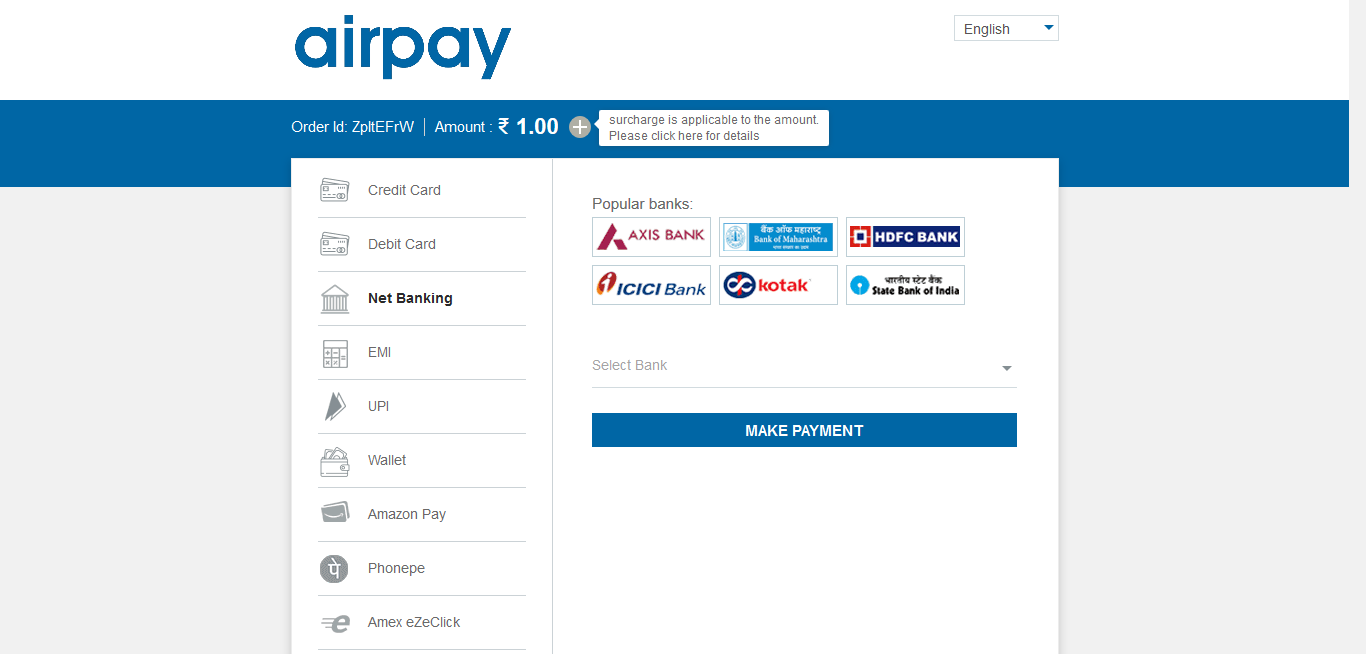 airpay
English
Order Id: ZpltEFrW Amount : ₹ 1.00
surcharge is applicable to the amount.
Please click here for details
Credit Card
Debit Card
Net Banking
EMI
UPI
Wallet
Amazon Pay
पे Phonepe
Amex eZeClick
Popular banks:
AXIS BANK
बैंक ऑफ महाराष्ट्र
Bank of Maharashtra
HDFC BANK
ICICI Bank
kotak
भारतीय स्टेट बैंक
State Bank of India
Select Bank
MAKE PAYMENT